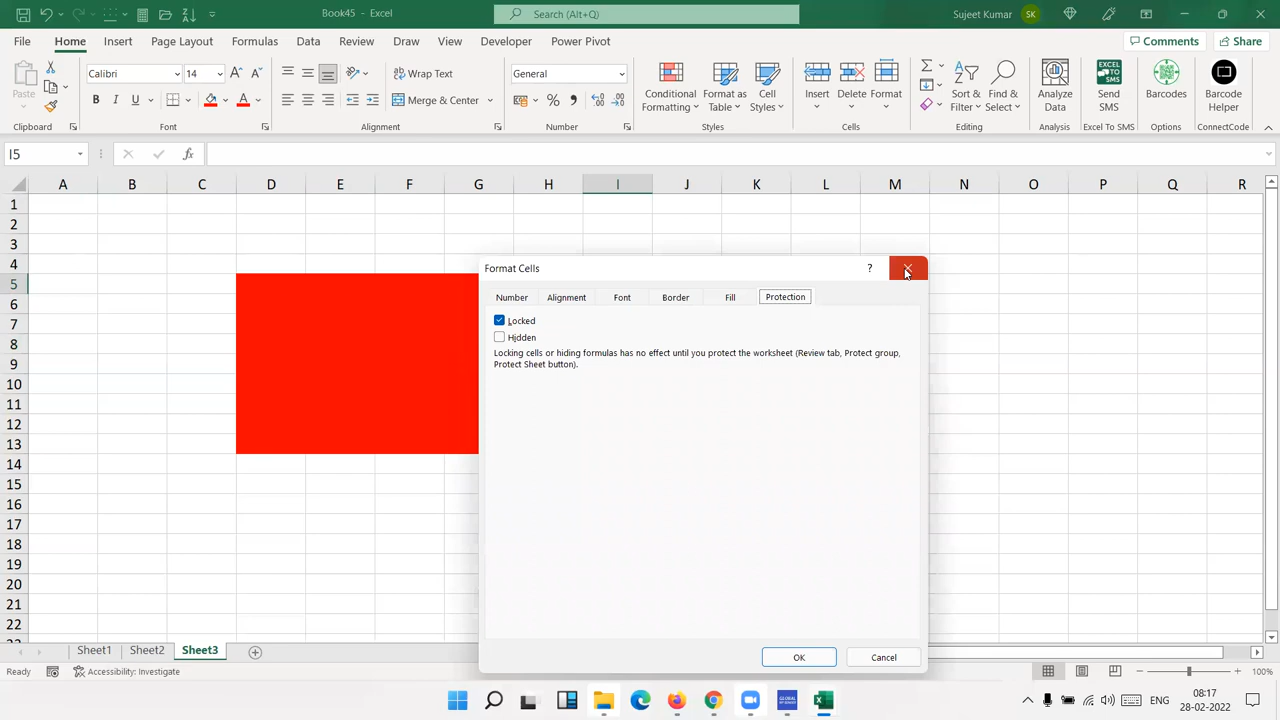 Book45 - Excel
Search (Alt+Q)
Sujeet Kumar
SK
File Home Insert Page Layout Formulas Data Review Draw View Developer Power Pivot
Comments Share
Paste
Calibri 14
B I U
Wrap Text
Merge & Center
General
Conditional Formatting
Format as Table
Cell Styles
Insert Delete Format
Sort & Filter
Find & Select
Analyze Data
Send SMS
Barcodes
Barcode Helper
Clipboard Font Alignment Number Styles Cells Editing Analysis Excel To SMS Options ConnectCode
I5
fx
A B C D E F G H I J K L M N O P Q R
1
2
3
4
5
6
7
8
9
10
11
12
13
14
15
16
17
18
19
20
21
22
Format Cells
?
Number Alignment Font Border Fill Protection
Locked
Hidden
Locking cells or hiding formulas has no effect until you protect the worksheet (Review tab, Protect group,
Protect Sheet button).
OK Cancel
Sheet1 Sheet2 Sheet3
Ready
Accessibility: Investigate
100%
ENG
08:17
28-02-2022